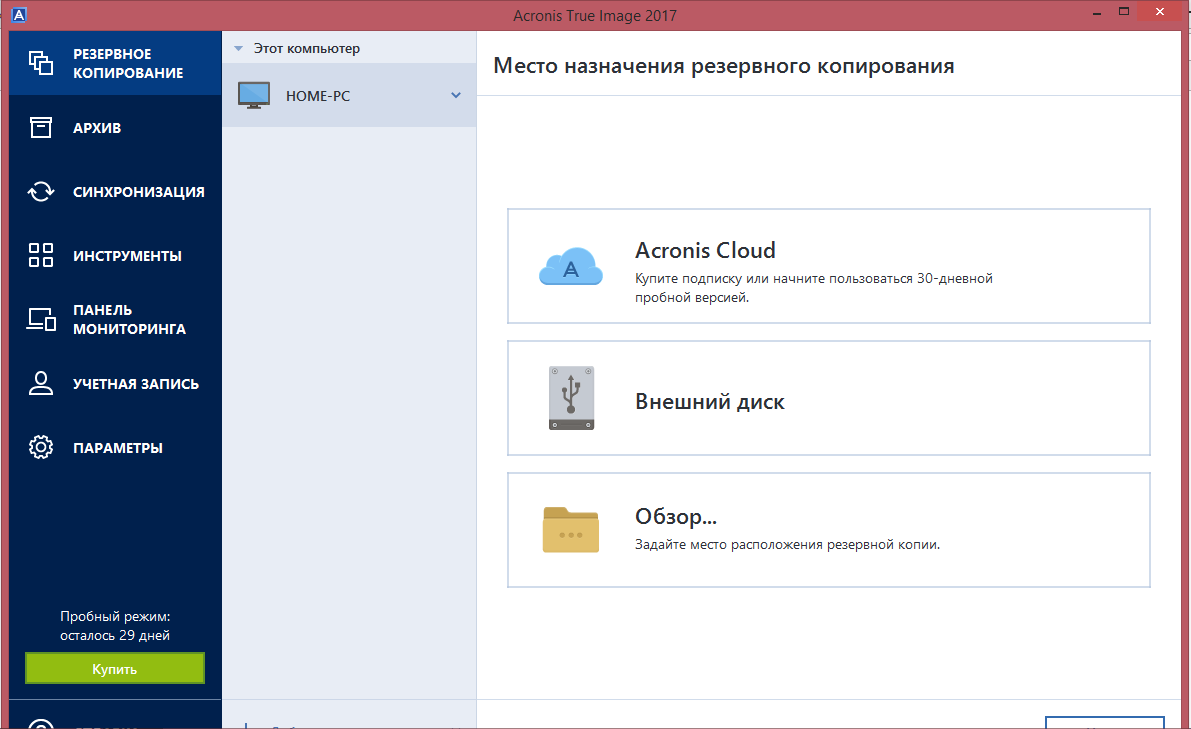 Acronis True Image 2017
РЕЗЕРВНОЕ
КОПИРОВАНИЕ
АРХИВ
СИНХРОНИЗАЦИЯ
ИНСТРУМЕНТЫ
ПАНЕЛЬ
МОНИТОРИНГА
УЧЕТНАЯ ЗАПИСЬ
ПАРАМЕТРЫ
Пробный режим:
осталось 29 дней
Купить
Этот компьютер
HOME-PC
Место назначения резервного копирования
Acronis Cloud
Купите подписку или начните пользоваться 30-дневной
пробной версией.
Внешний диск
Обзор...
Задайте место расположения резервной копии.